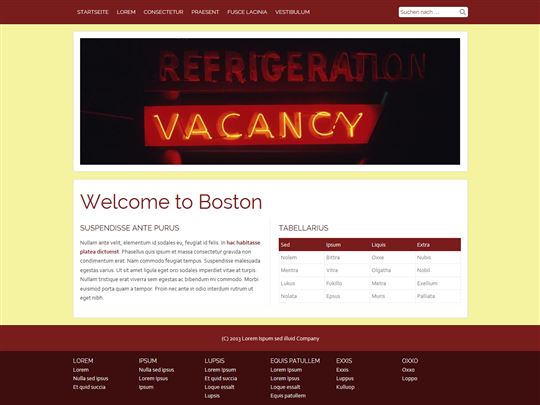 STARTSEITE LOREM CONSECTETUR PRAESENT FUSCE LACINIA VESTIBULUM
Suchen nach ...
REFRIGERATION
VACANCY
Welcome to Boston
SUSPENDISSE ANTE PURUS
Nullam ante velit, elementum id sodales eu, feugiat id felis. In hac habitasse
platea dictumst. Phasellus quis ipsum et massa consectetur gravida non
condimentum erat. Nam commodo feugiat tempus. Suspendisse malesuada
egestas varius. Ut sit amet ligula eget orci sodales imperdiet vitae at turpis.
Nullam tristique erat viverra sem egestas ac bibendum mi commodo. Morbi
euismod porta quam a tempor. Proin nec ante in odio interdum rutrum ut
eget nibh.
TABELLARIUS
Sed Ipsum Liquis Extra
Nolem Bittra Oxxe Nubis
Mentra Vitra Olgatha Nobil
Lukus Fokillo Metra Exellium
Nolata Epsus Muris Palliata
(C) 2013 Lorem Ispum sed illuid Company
LOREM IPSUM LUPSIS EQUIS PATULLEM EXXIS OXXO
Lorem Nulla sed ipsus Lorem Ipsum Lorem Ipsum Exxis Oxxo
Nulla sed ipsus Lorem Ipsus Et quid succia Lorem Ipsus Luppus Loppo
Et quid succia Ipsum Loque essalt Loque essalt Kulluop
Lupsis Equis patullem